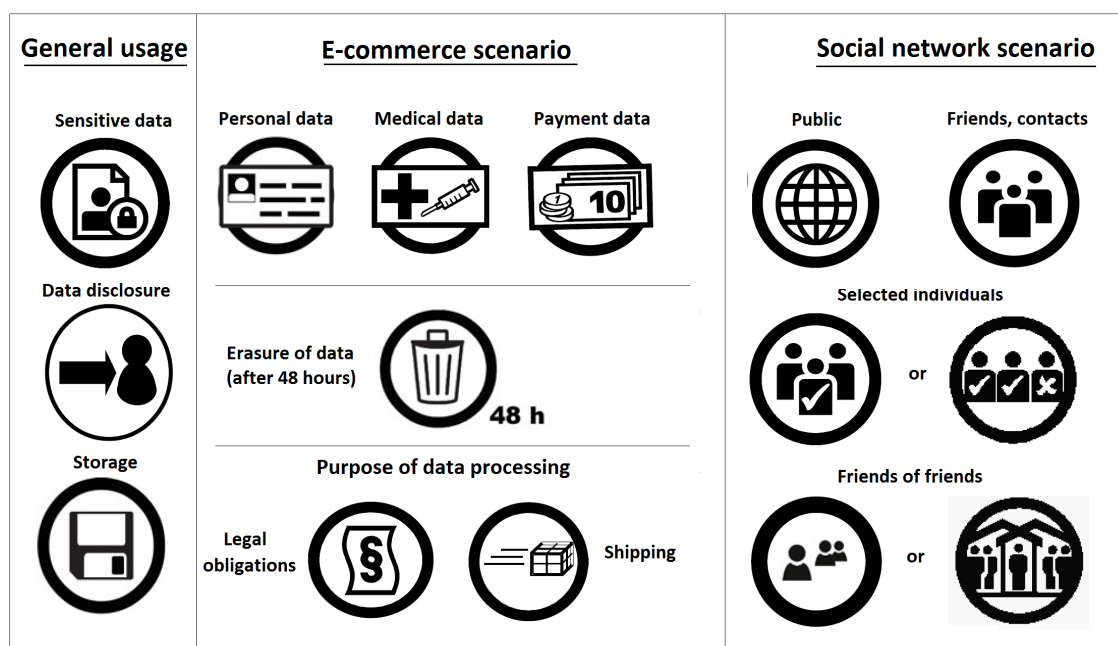 General usage
Sensitive data
Data disclosure
Storage
E-commerce scenario
Personal data
Medical data
Payment data
1
10
Erasure of data
(after 48 hours)
48 h
Purpose of data processing
Legal
obligations
§
Shipping
Social network scenario
Public
Friends, contacts
Selected individuals
or
Friends of friends
or